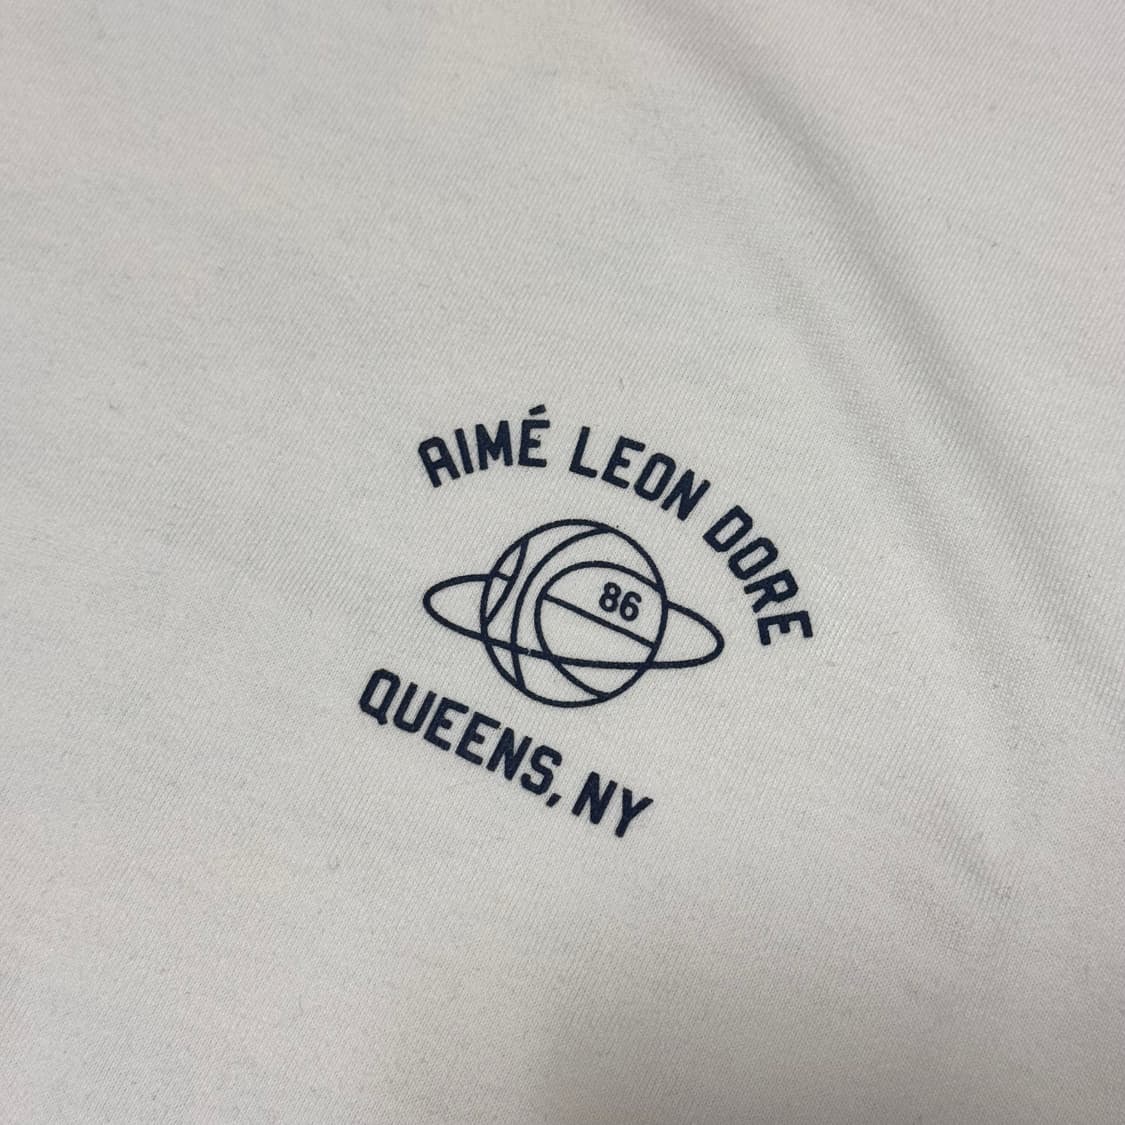 AIMÉ LEON DORE
86
QUEENS, NY